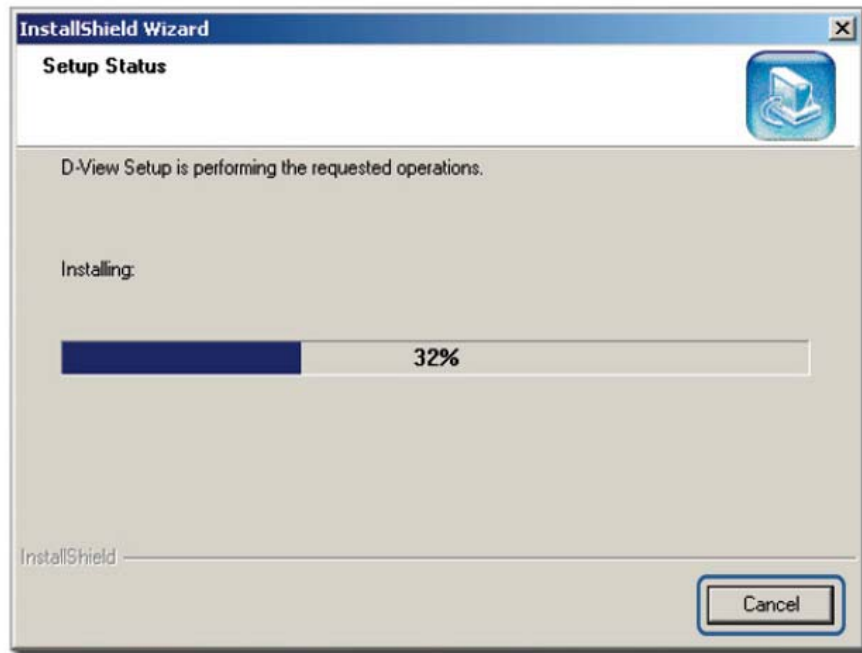 InstallShield Wizard
Setup Status
D-View Setup is performing the requested operations.
Installing:
32%
InstallShield
Cancel